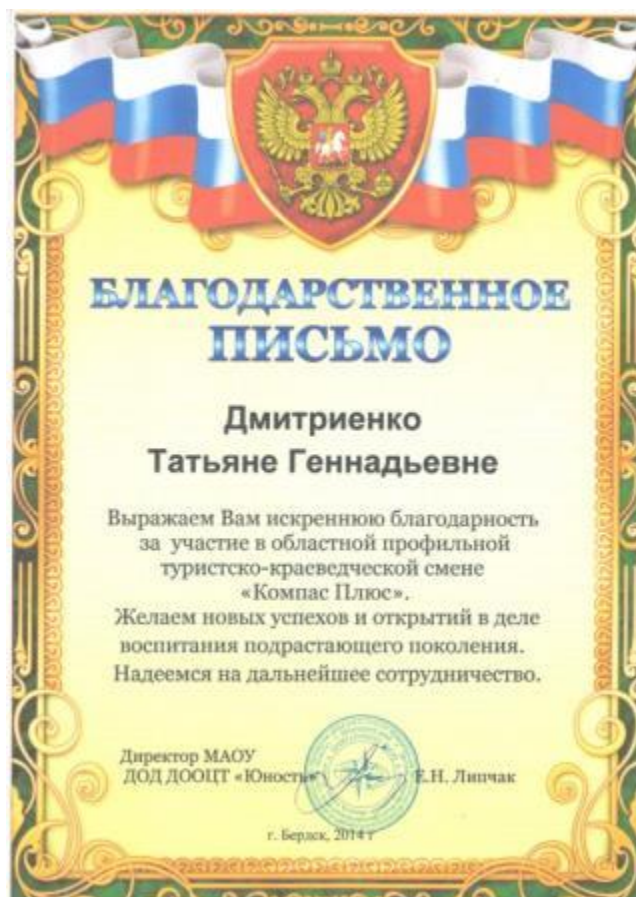 БЛАГОДАРСТВЕННОЕ
ПИСЬМО
Дмитриенко
Татьяне Геннадьевне
Выражаем Вам искреннюю благодарность
за участие в областной профильной
туристско-краеведческой смене
«Компас Плюс».
Желаем новых успехов и открытий в деле
воспитания подрастающего поколения.
Надеемся на дальнейшее сотрудничество.
Директор МАОУ
ДОД ДООЦТ «Юность» Е.Н. Липчак
г. Бердск, 2014 г